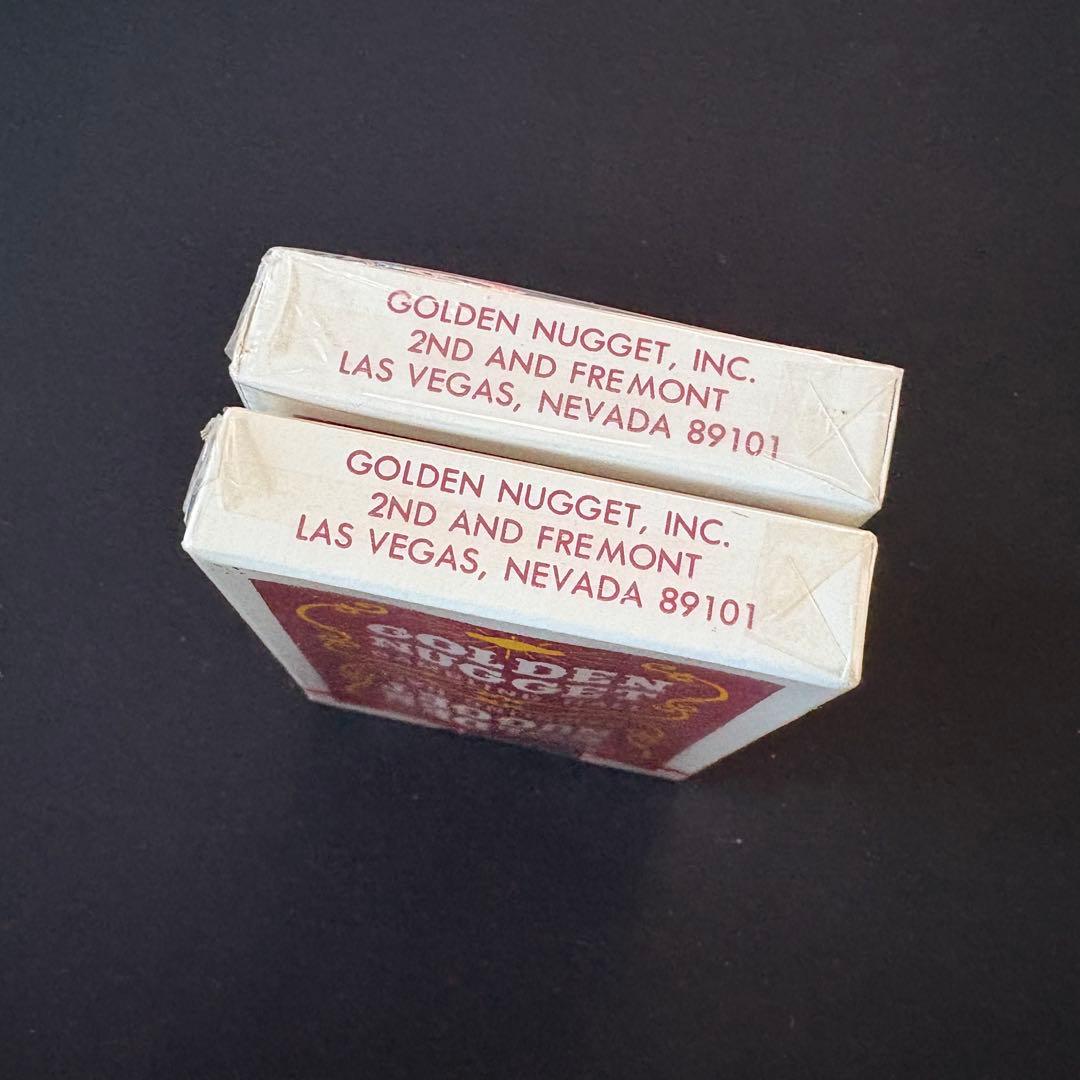 GOLDEN NUGGET, INC.
2ND AND FREMONT
LAS VEGAS, NEVADA 89101
GOLDEN NUGGET, INC.
2ND AND FREMONT
LAS VEGAS, NEVADA 89101
GOLDEN
NUGGET